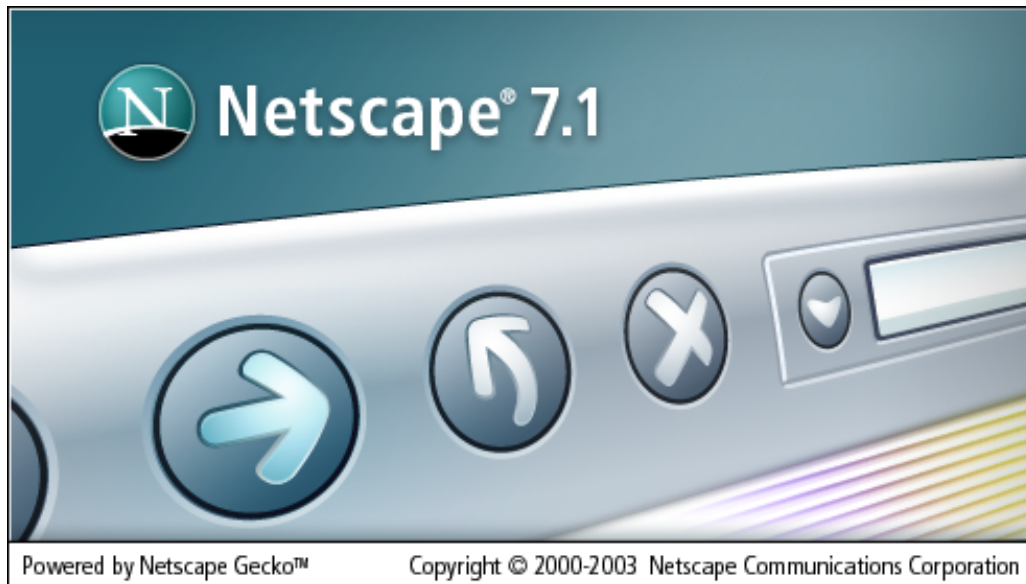 N Netscape® 7.1
Powered by Netscape Gecko™ Copyright © 2000-2003 Netscape Communications Corporation